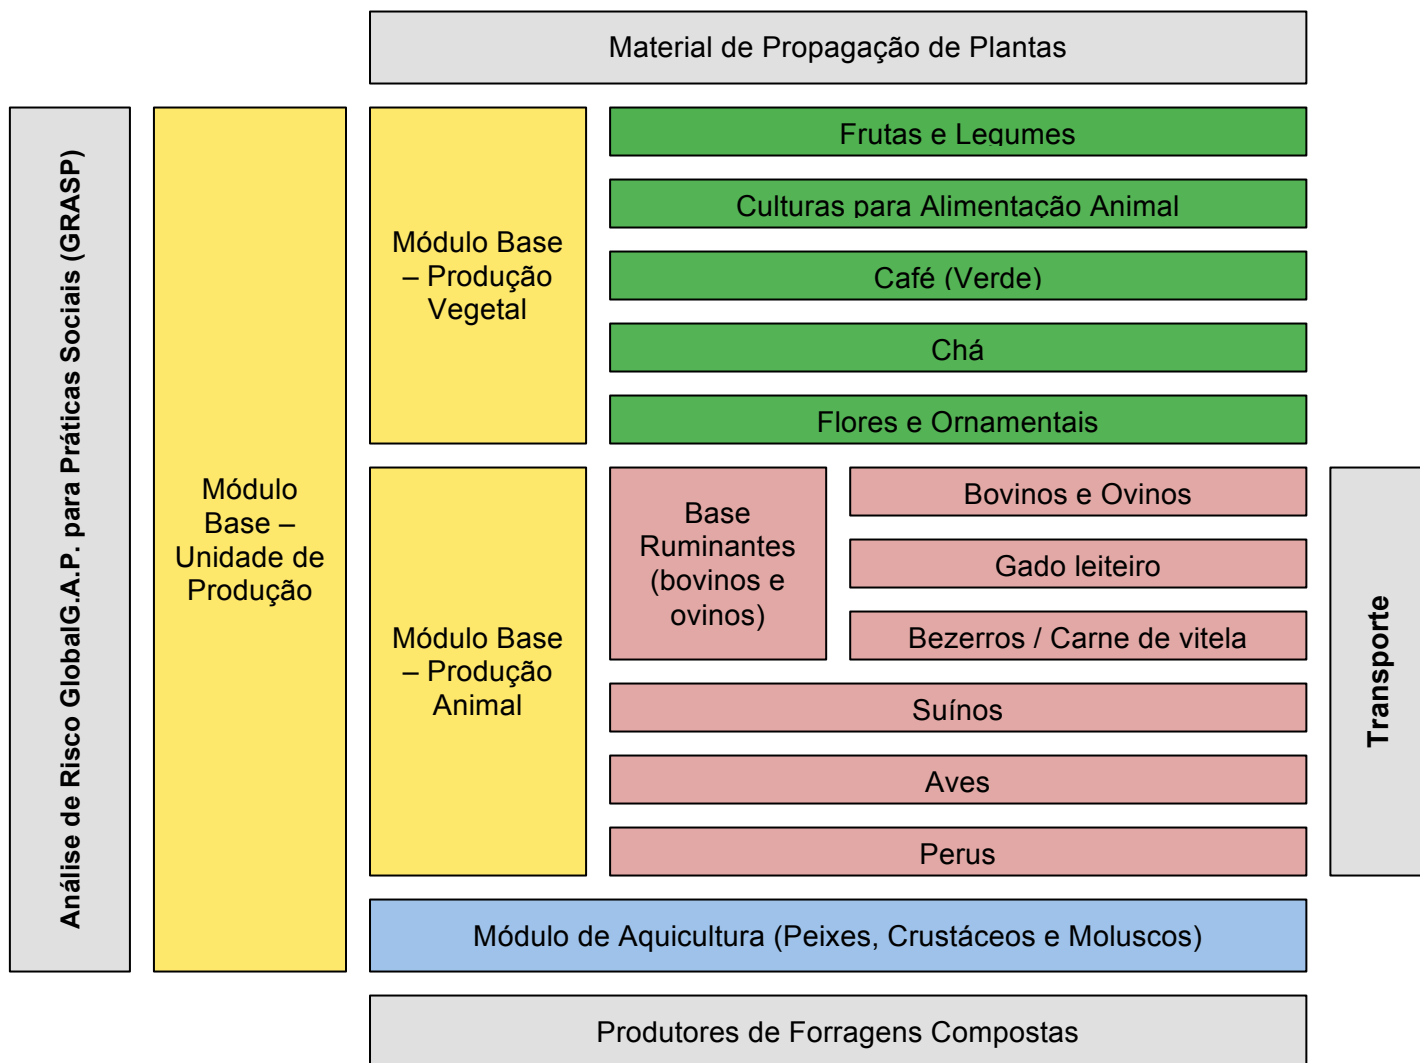 Material de Propagação de Plantas
Análise de Risco GlobalG.A.P. para Práticas Sociais (GRASP)
Módulo
Base –
Unidade de
Produção
Módulo Base
– Produção
Vegetal
Frutas e Legumes
Culturas para Alimentação Animal
Café (Verde)
Chá
Flores e Ornamentais
Módulo Base
– Produção
Animal
Base
Ruminantes
(bovinos e
ovinos)
Bovinos e Ovinos
Gado leiteiro
Bezerros / Carne de vitela
Suínos
Aves
Perus
Transporte
Módulo de Aquicultura (Peixes, Crustáceos e Moluscos)
Produtores de Forragens Compostas